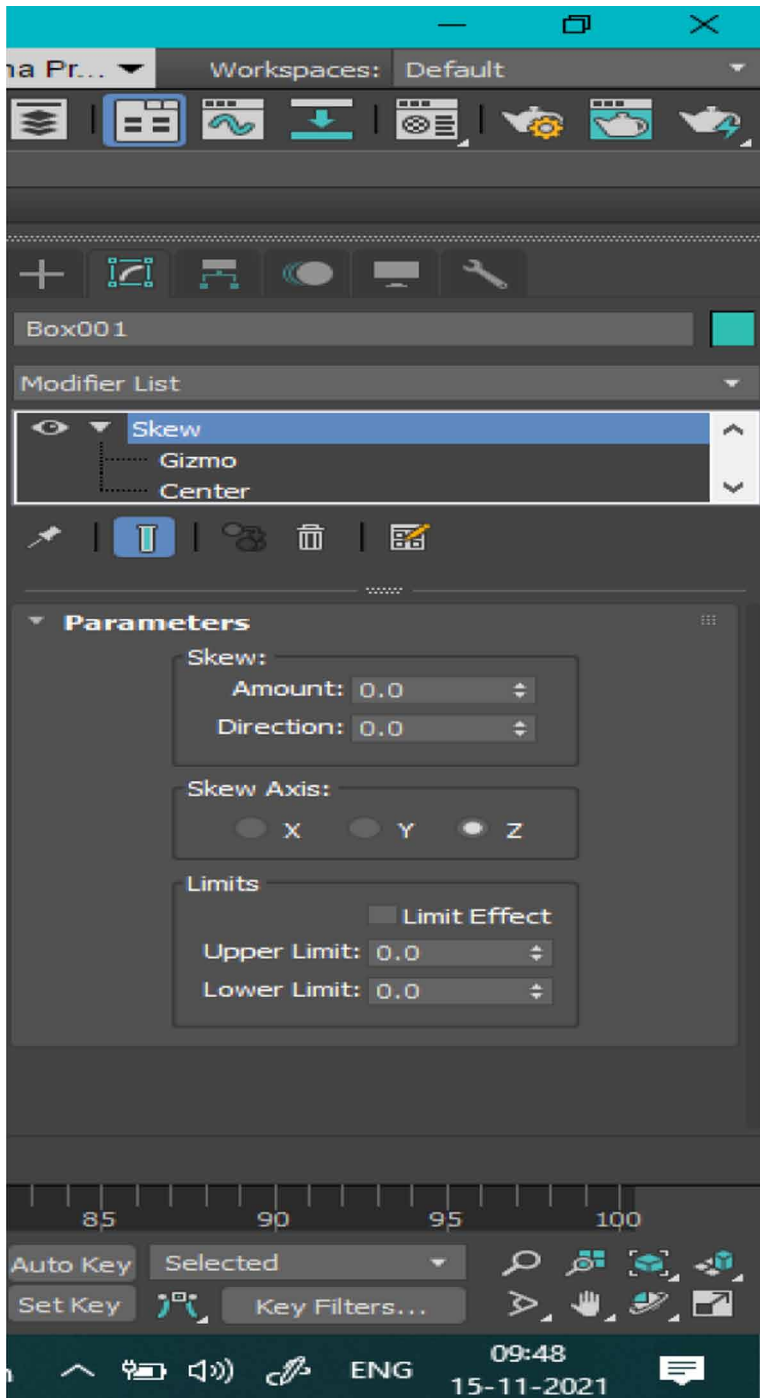 na Pr...
Workspaces: Default
Box001
Modifier List
Skew
Gizmo
Center
Parameters
Skew:
Amount: 0.0
Direction: 0.0
Skew Axis:
X Y Z
Limits
Limit Effect
Upper Limit: 0.0
Lower Limit: 0.0
85 90 95 100
Auto Key Selected
Set Key Key Filters...
09:48
ENG
15-11-2021